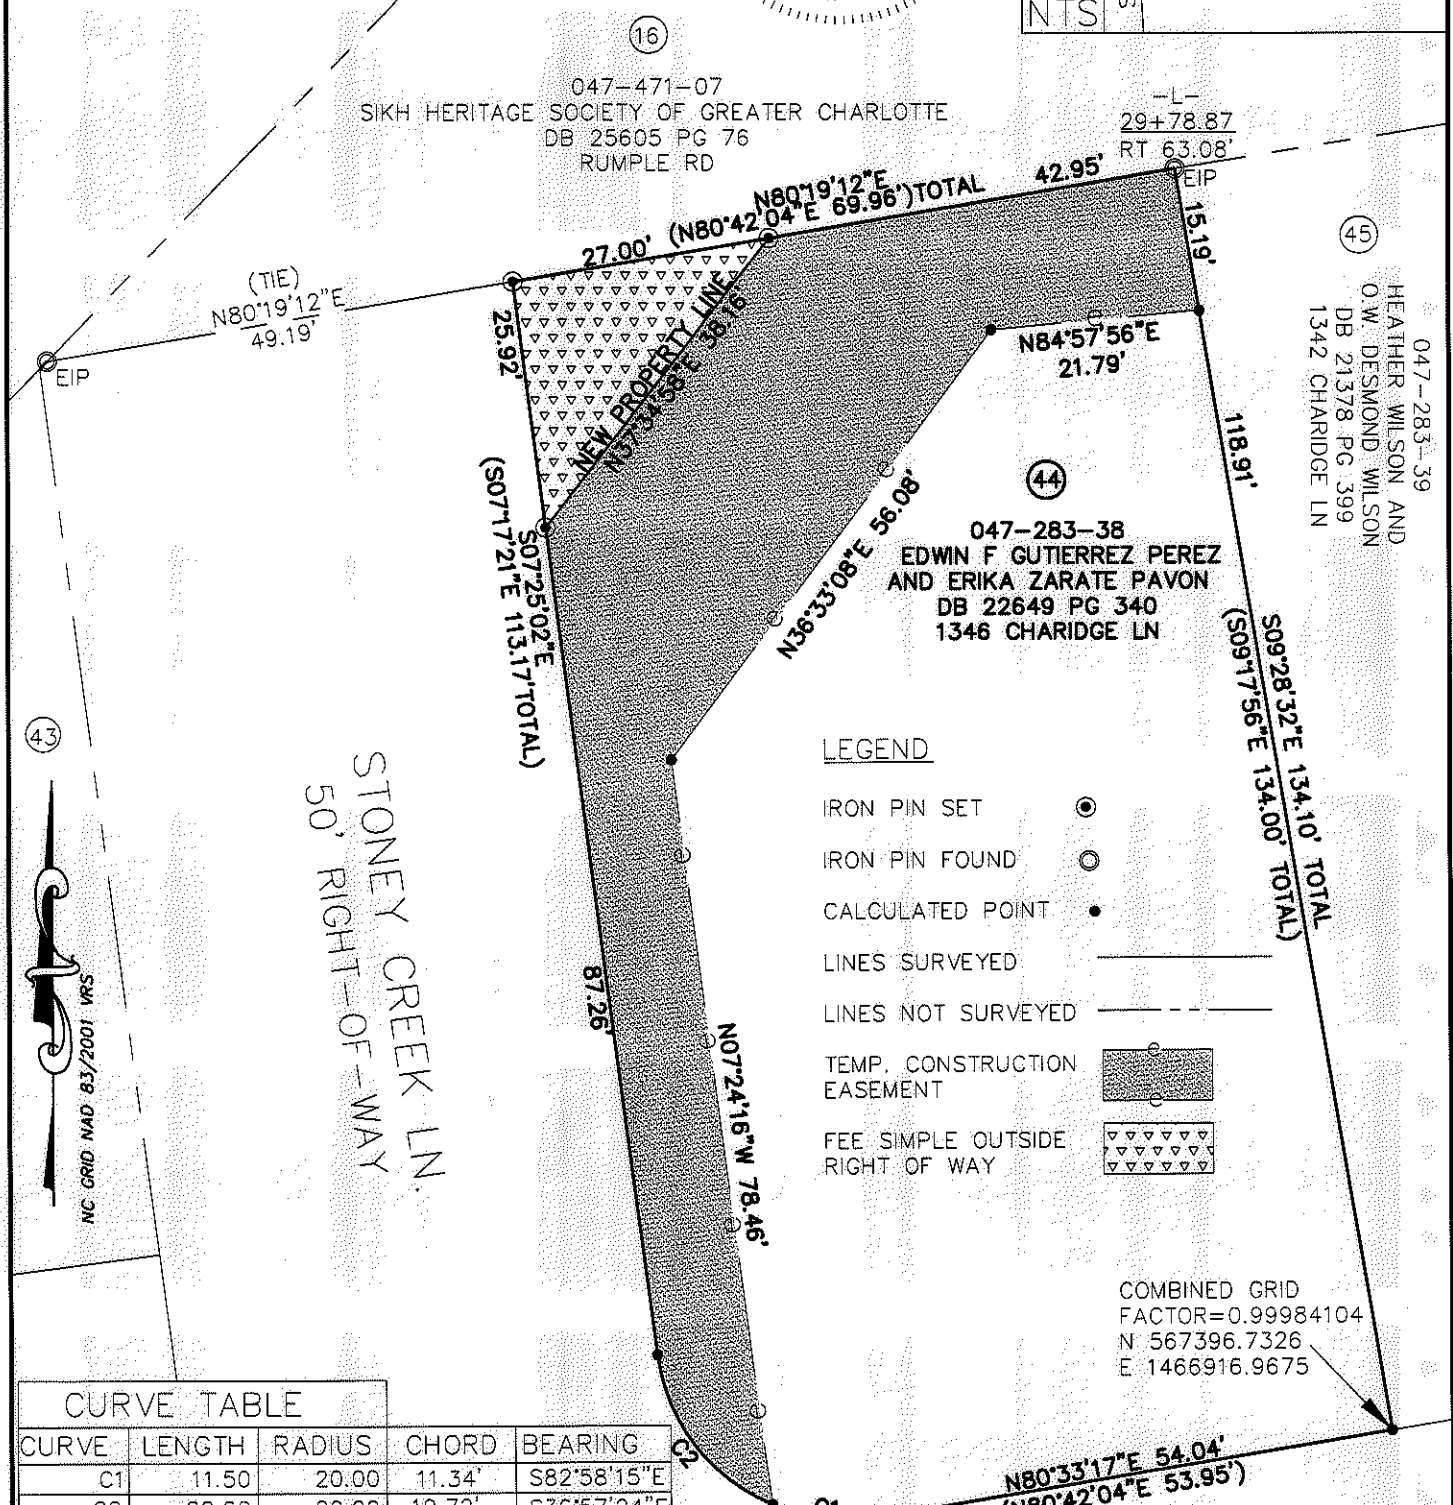 NTS
S
16
047-471-07
SIKH HERITAGE SOCIETY OF GREATER CHARLOTTE
DB 25605 PG 76
RUMPLE RD
-L-
29+78.87
RT 63.08'
EIP
N80°19'12"E
(N80°42'04"E 69.96')TOTAL
42.95'
27.00'
15.19'
45
(TIE)
N80°19'12"E
49.19'
EIP
25.92'
NEW PROPERTY LINE
N37°34'58"E 38.16'
N84°57'56"E
21.79'
047-283-39
HEATHER WILSON AND
O.W. DESMOND WILSON
DB 21378 PG 399
1342 CHARIDGE LN
118.91'
44
047-283-38
EDWIN F GUTIERREZ PEREZ
AND ERIKA ZARATE PAVON
DB 22649 PG 340
1346 CHARIDGE LN
N36°33'08"E 56.08'
S07°25'02"E
(S07°17'21"E 113.17'TOTAL)
S09°28'32"E 134.10' TOTAL
(S09°17'56"E 134.00' TOTAL)
43
STONEY CREEK LN.
50' RIGHT-OF-WAY
NC GRID NAD 83/2001 VRS
87.26'
N07°24'16"W 78.46'
LEGEND
IRON PIN SET
IRON PIN FOUND
CALCULATED POINT
LINES SURVEYED
LINES NOT SURVEYED
TEMP. CONSTRUCTION
EASEMENT
FEE SIMPLE OUTSIDE
RIGHT OF WAY
COMBINED GRID
FACTOR=0.99984104
N 567396.7326
E 1466916.9675
CURVE TABLE
CURVE LENGTH RADIUS CHORD BEARING
C1 11.50 20.00 11.34' S82°58'15"E
C2
N80°33'17"E 54.04'
(N80°42'04"E 53.95')